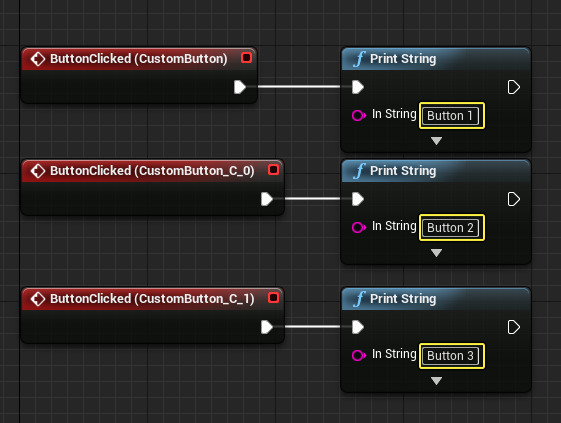 ButtonClicked (CustomButton)
Print String
In String Button 1
ButtonClicked (CustomButton_C_0)
Print String
In String Button 2
ButtonClicked (CustomButton_C_1)
Print String
In String Button 3